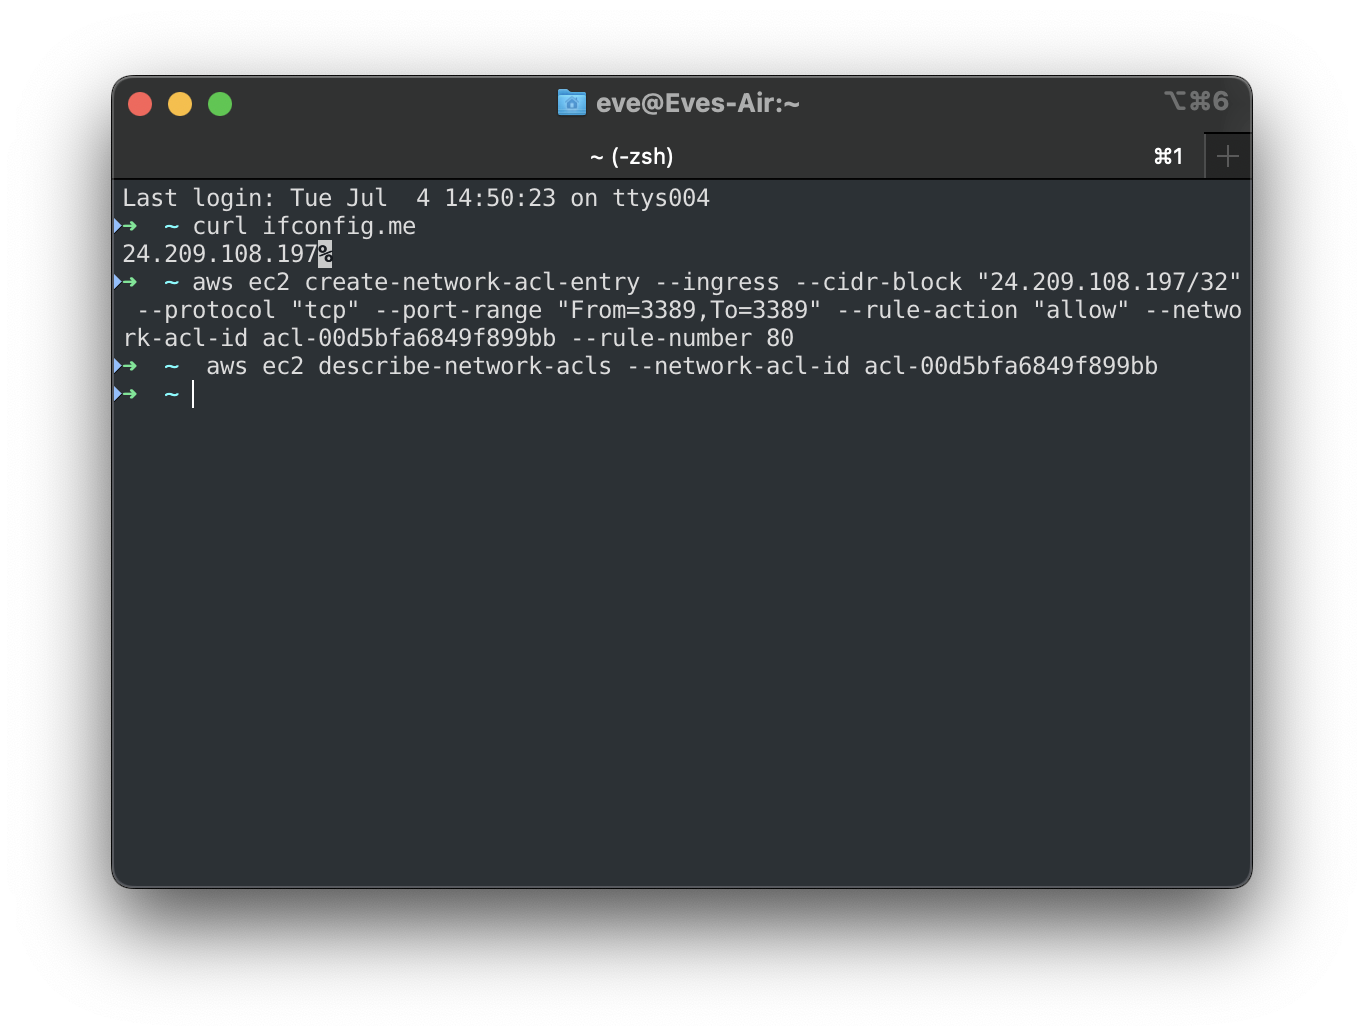 eve@Eves-Air:~
⌥⌘6
~ (-zsh)
⌘1
Last login: Tue Jul  4 14:50:23 on ttys004
➜  ~ curl ifconfig.me
24.209.108.197%
➜  ~ aws ec2 create-network-acl-entry --ingress --cidr-block "24.209.108.197/32"
 --protocol "tcp" --port-range "From=3389,To=3389" --rule-action "allow" --netwo
rk-acl-id acl-00d5bfa6849f899bb --rule-number 80
➜  ~  aws ec2 describe-network-acls --network-acl-id acl-00d5bfa6849f899bb
➜  ~